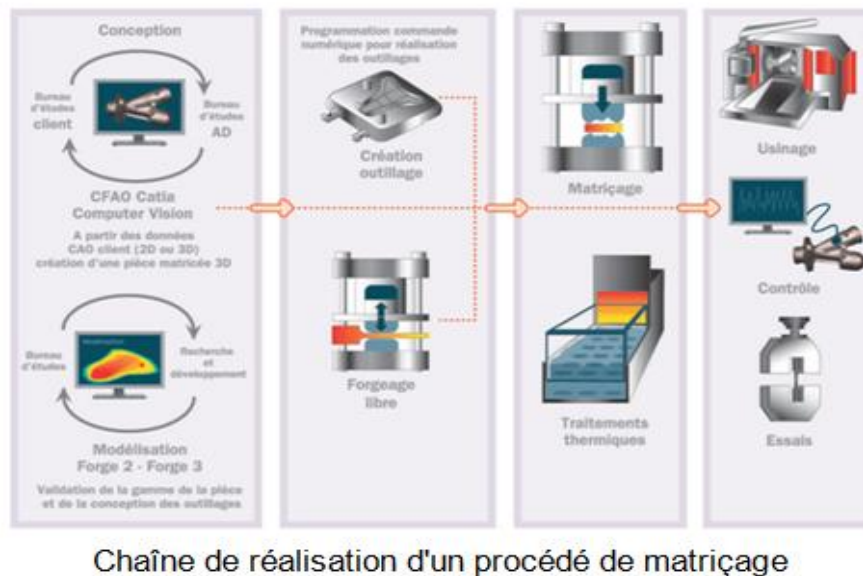 Conception
Bureau
d'études
client
Bureau
d'études
AD
CFAO Catia
Computer Vision
A partir des données
CAO client (2D ou 3D)
création d'une pièce matricée 3D
Bureau
d'études
Modélisation
Recherche
et
développement
Modélisation
Forge 2 - Forge 3
Validation de la gamme de la pièce
et de la conception des outillages
Programmation commande
numérique pour réalisation
des outillages
Création
outillage
Forgeage
libre
Matriçage
Traitements
thermiques
Usinage
Contrôle
Essais
Chaîne de réalisation d'un procédé de matriçage